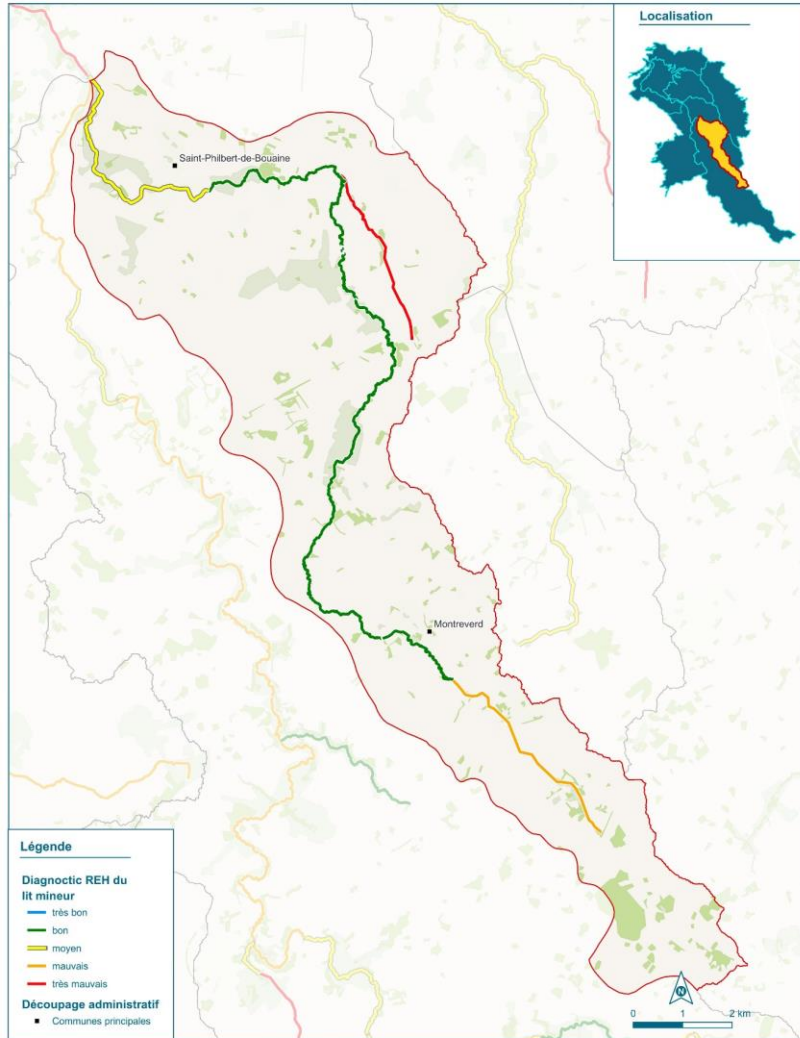 Localisation
Saint-Philbert-de-Bouaine
Montreverd
Légende
Diagnoctic REH du
lit mineur
très bon
bon
moyen
mauvais
très mauvais
Découpage administratif
Communes principales
N
0 1 2 km